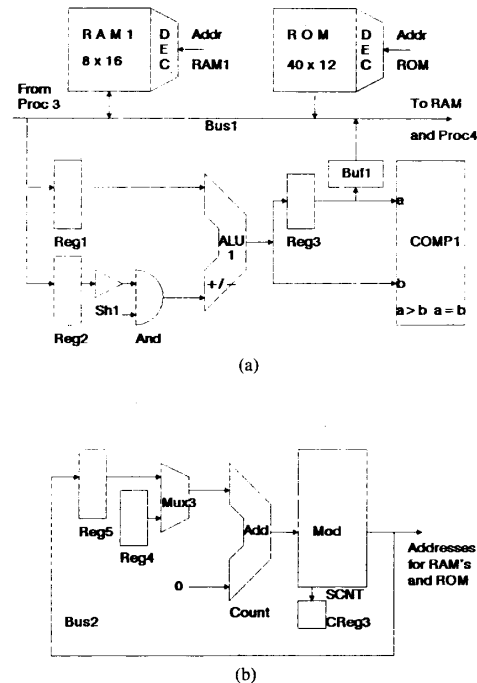 R A M 1
8 x 16
D
E
C
Addr
RAM1
R O M
40 x 12
D
E
C
Addr
ROM
From
Proc 3
Bus1
To RAM
and Proc4
Buf1
Reg1
ALU
1
+/-
Reg3
a
COMP1
b
a > b a = b
Reg2
Sh1
And
(a)
Reg5
Reg4
Mux3
Add
Mod
Addresses
for RAM's
and ROM
0
Count
SCNT
CReg3
Bus2
(b)